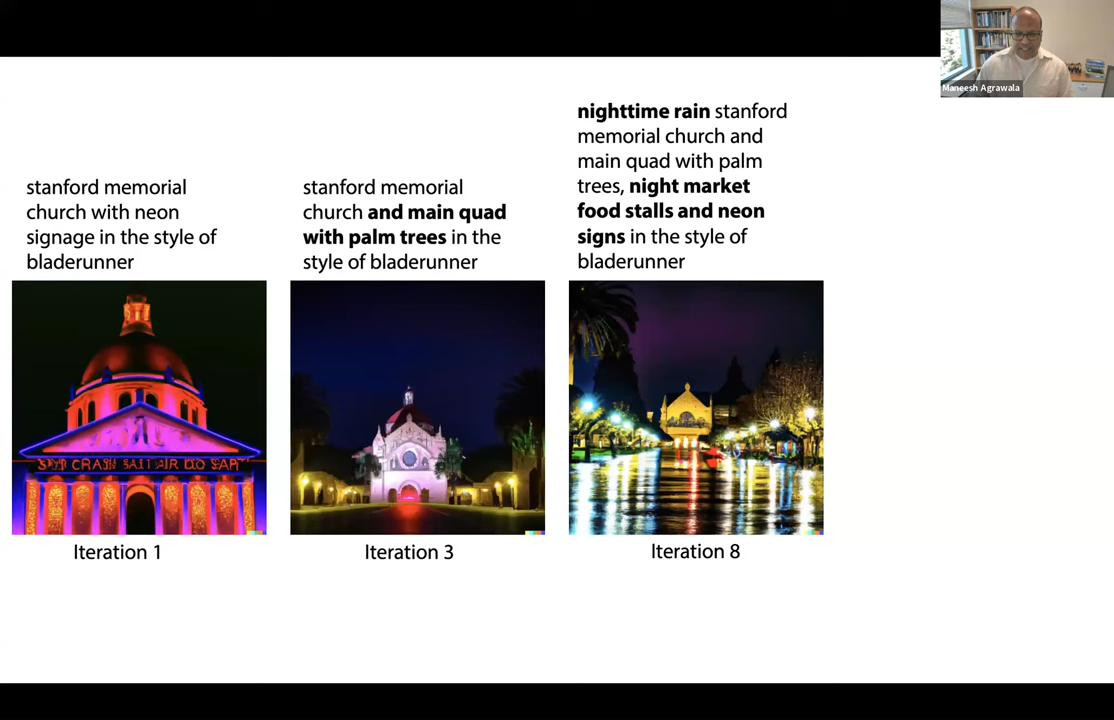 Maneesh Agrawala
stanford memorial
church with neon
signage in the style of
bladerunner
Iteration 1
stanford memorial
church and main quad
with palm trees in the
style of bladerunner
Iteration 3
nighttime rain stanford
memorial church and
main quad with palm
trees, night market
food stalls and neon
signs in the style of
bladerunner
Iteration 8